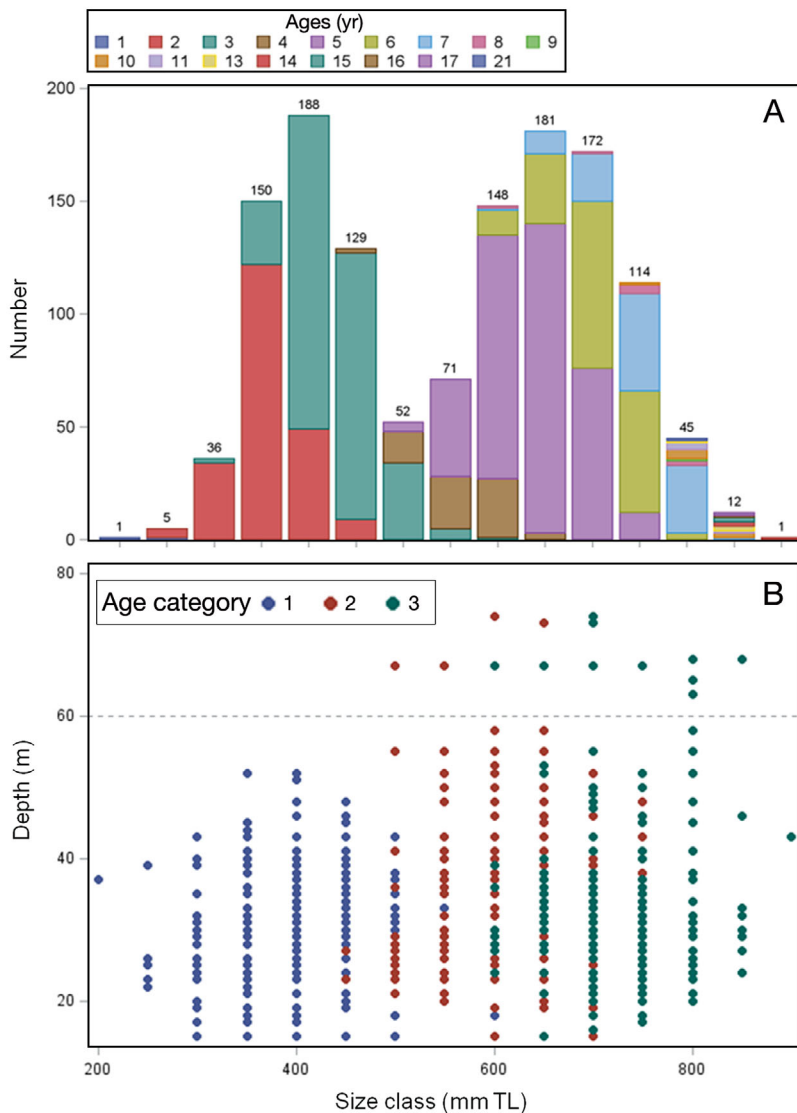 Ages (yr)
1 2 3 4 5 6 7 8 9
10 11 13 14 15 16 17 21
A
200
150
100
50
0
Number
1 5 36 150 188 129 52 71 148 181 172 114 45 12 1
B
Age category 1 2 3
80
60
40
20
Depth (m)
200 400 600 800
Size class (mm TL)